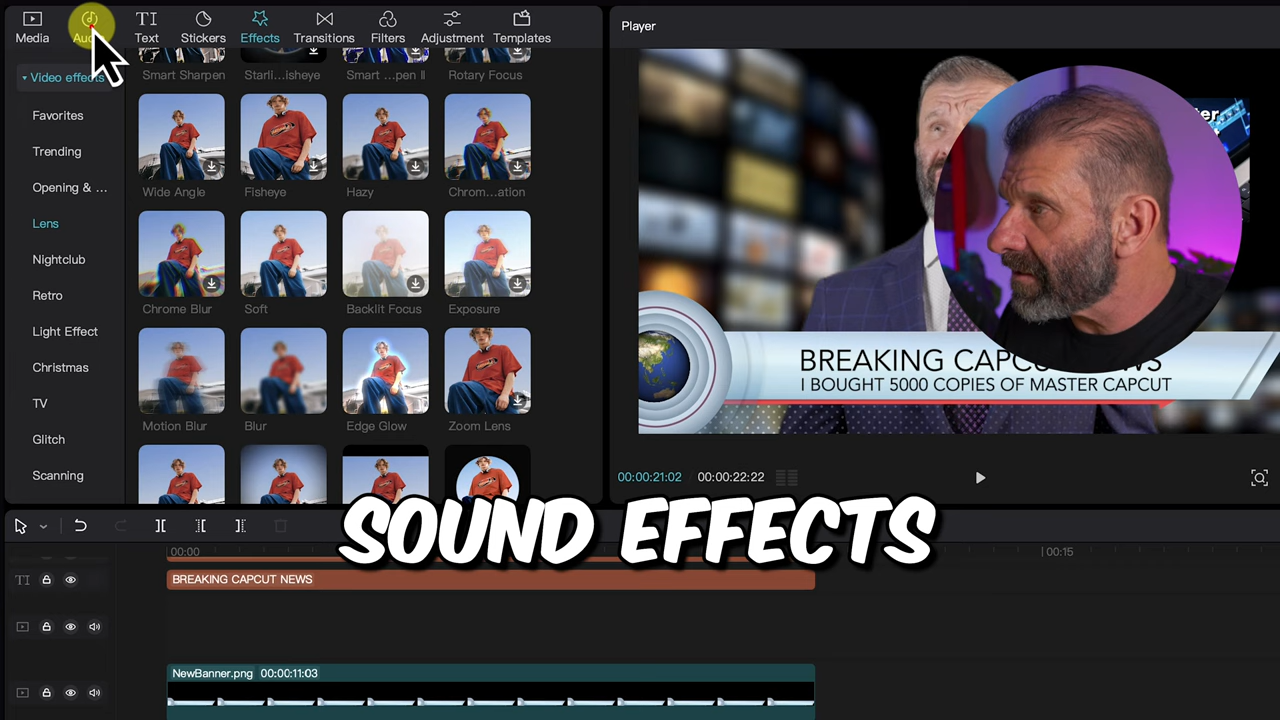 Media
Text
Stickers
Effects
Transitions
Filters
Adjustment
Templates
Player
Video effects
Favorites
Trending
Opening & ...
Lens
Nightclub
Retro
Light Effect
Christmas
TV
Glitch
Scanning
Smart Sharpen
Starli...isheye
Smart ...pen II
Rotary Focus
Wide Angle
Fisheye
Hazy
Chrom...ation
Chrome Blur
Soft
Backlit Focus
Exposure
Motion Blur
Blur
Edge Glow
Zoom Lens
BREAKING CAPCUT NEWS
I BOUGHT 5000 COPIES OF MASTER CAPCUT
00:00:21:02 00:00:22:22
SOUND EFFECTS
00:00
00:15
TI
BREAKING CAPCUT NEWS
NewBanner.png 00:00:11:03